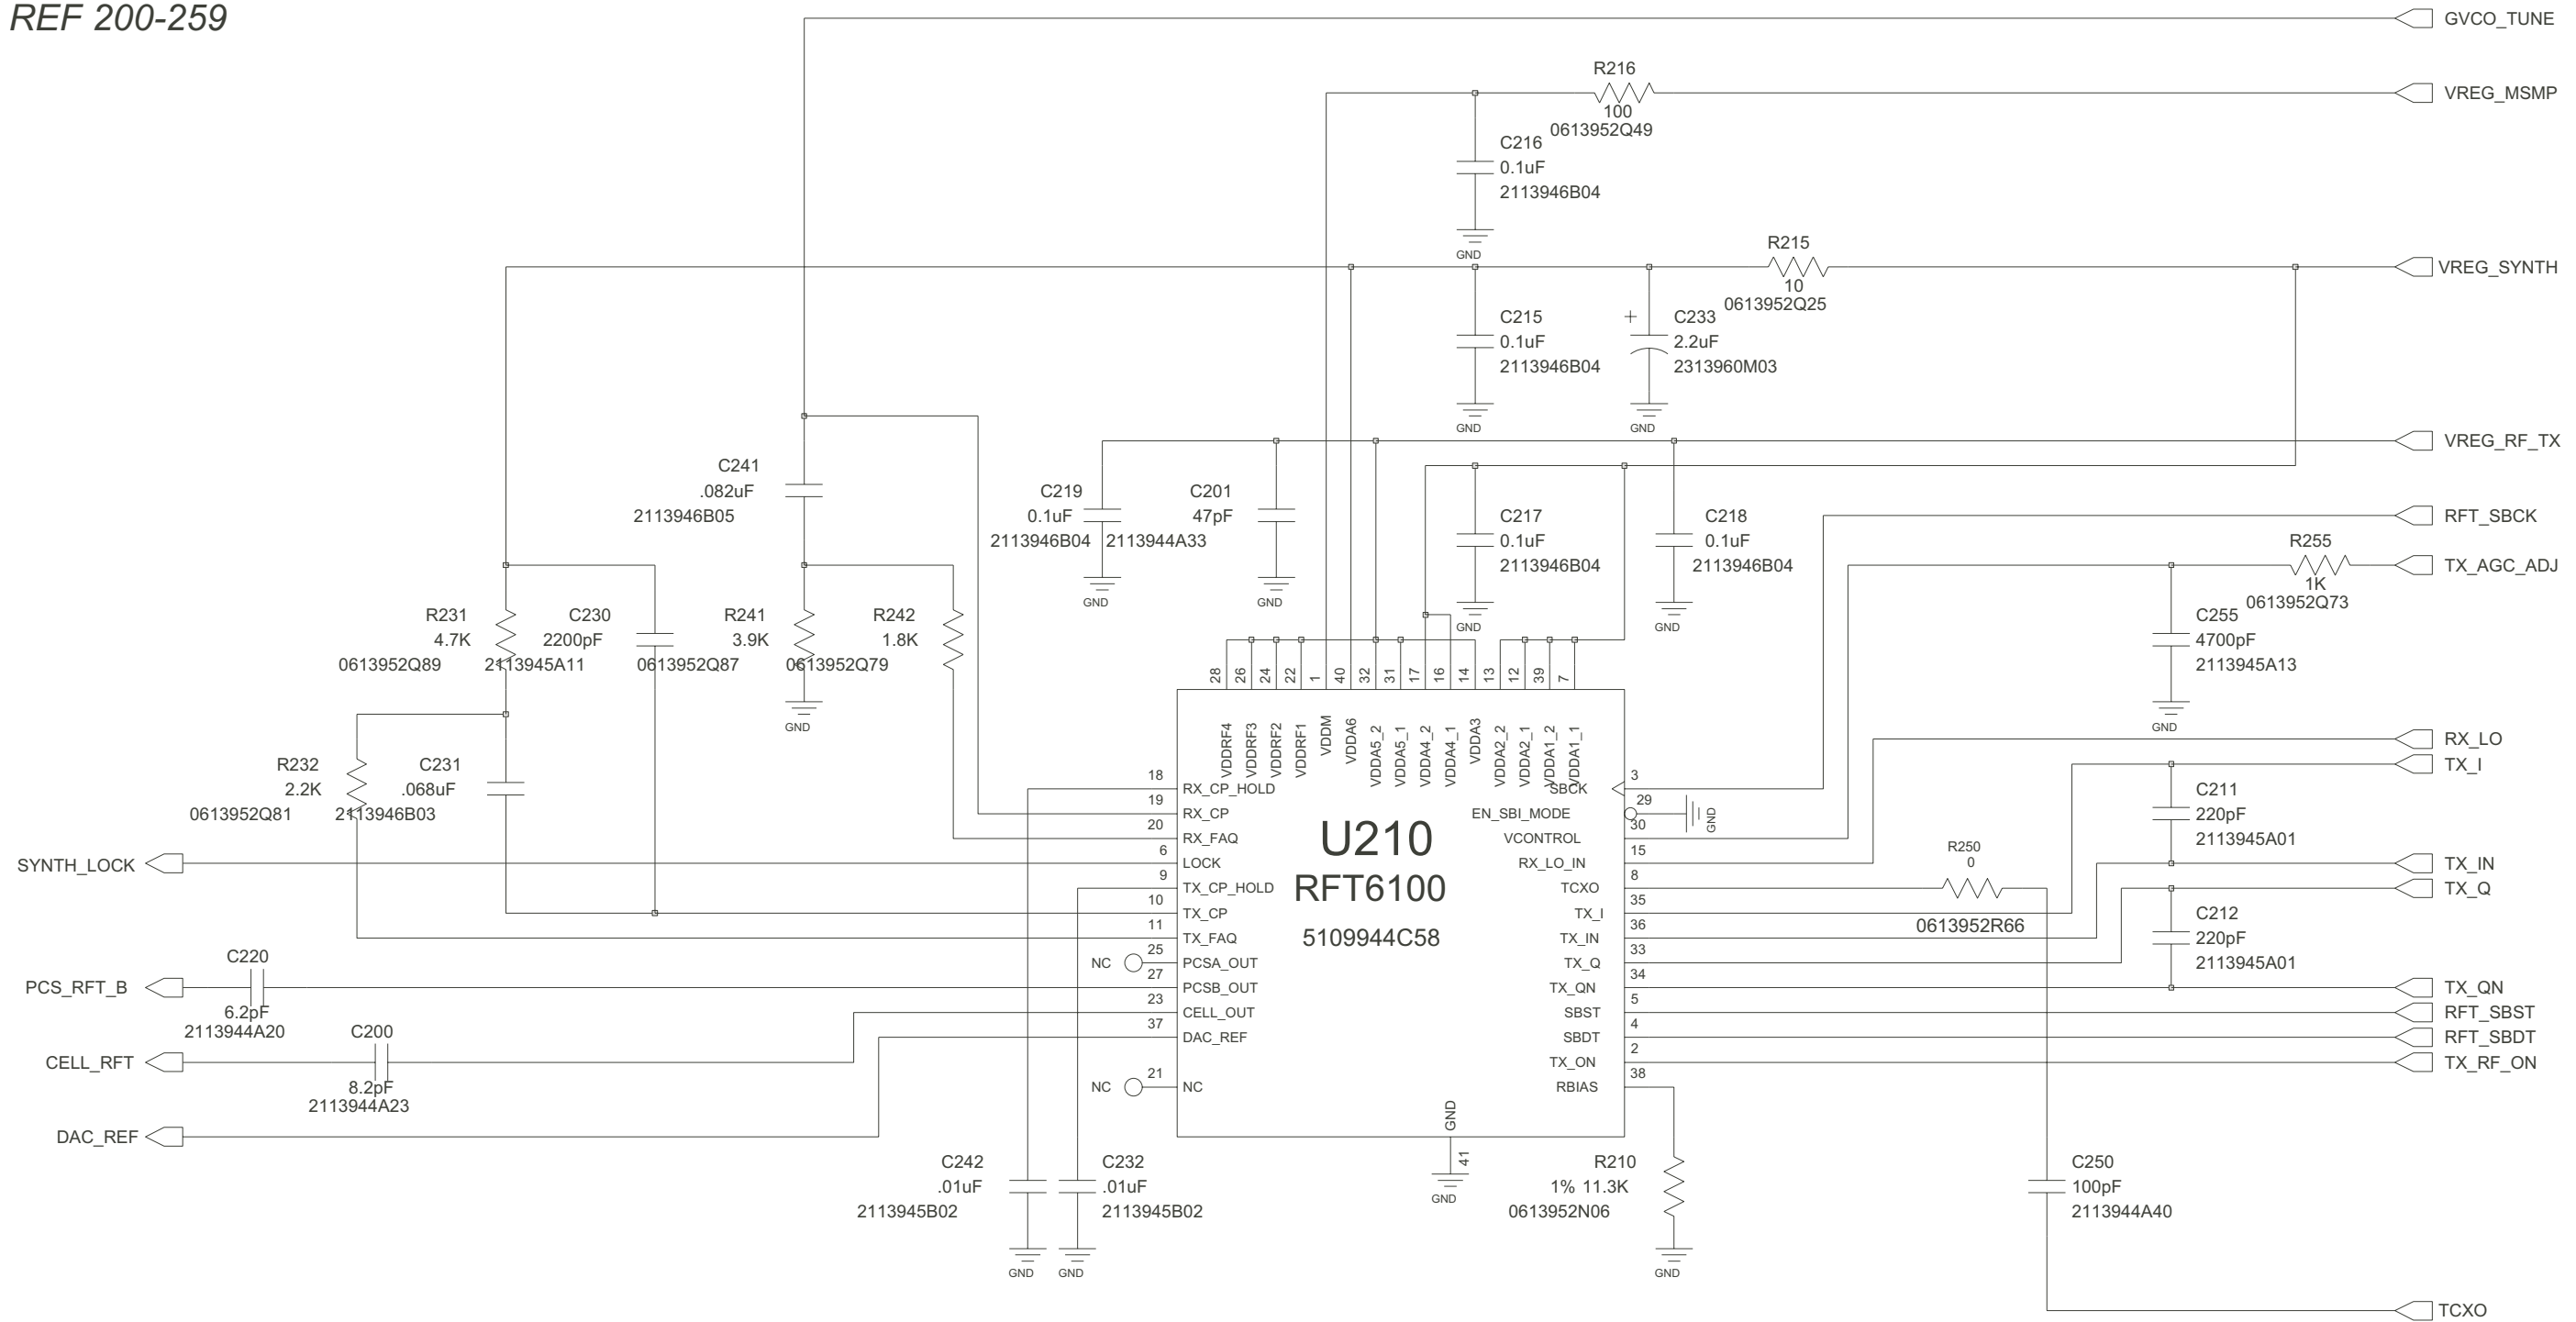 REF 200-259
GVCO_TUNE
R216
100
0613952Q49
VREG_MSMP
C216
0.1uF
2113946B04
GND
R215
10
0613952Q25
VREG_SYNTH
C215
0.1uF
2113946B04
GND
+
C233
2.2uF
2313960M03
GND
VREG_RF_TX
C241
.082uF
2113946B05
C219
0.1uF
2113946B04
GND
C201
47pF
2113944A33
GND
C217
0.1uF
2113946B04
GND
C218
0.1uF
2113946B04
GND
RFT_SBCK
R255
1K
0613952Q73
TX_AGC_ADJ
C255
4700pF
2113945A13
GND
R231
4.7K
0613952Q89
C230
2200pF
2113945A11
R241
3.9K
0613952Q87
GND
R242
1.8K
0613952Q79
R232
2.2K
0613952Q81
C231
.068uF
2113946B03
28
26
24
22
1
40
32
31
17
16
14
13
12
39
7
VDDRF4
VDDRF3
VDDRF2
VDDRF1
VDDM
VDDA6
VDDA5_2
VDDA5_1
VDDA4_2
VDDA4_1
VDDA3
VDDA2_2
VDDA2_1
VDDA1_2
VDDA1_1
18
RX_CP_HOLD
19
RX_CP
20
RX_FAQ
6
LOCK
9
TX_CP_HOLD
10
TX_CP
11
TX_FAQ
25
NC
PCSA_OUT
27
PCSB_OUT
23
CELL_OUT
37
DAC_REF
21
NC
NC
U210
RFT6100
5109944C58
3
SBCK
29
EN_SBI_MODE
GND
30
VCONTROL
15
RX_LO_IN
8
TCXO
35
TX_I
36
TX_IN
33
TX_Q
34
TX_QN
5
SBST
4
SBDT
2
TX_ON
38
RBIAS
GND
41
GND
RX_LO
TX_I
C211
220pF
2113945A01
TX_IN
TX_Q
R250
0
0613952R66
C212
220pF
2113945A01
TX_QN
RFT_SBST
RFT_SBDT
TX_RF_ON
SYNTH_LOCK
PCS_RFT_B
C220
6.2pF
2113944A20
CELL_RFT
C200
8.2pF
2113944A23
DAC_REF
C242
.01uF
2113945B02
GND
C232
.01uF
2113945B02
GND
R210
1% 11.3K
0613952N06
GND
C250
100pF
2113944A40
TCXO